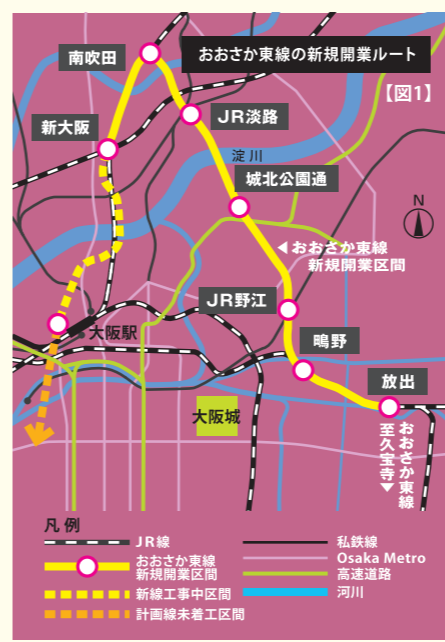 おおさか東線の新規開業ルート
【図1】
南吹田
新大阪
JR淡路
淀川
城北公園通
N
◀おおさか東線
新規開業区間
JR野江
大阪駅
鴫野
放出
大阪城
おおさか東線
至久宝寺▶
凡例
JR線
おおさか東線
新規開業区間
新線工事中区間
計画線未着工区間
私鉄線
Osaka Metro
高速道路
河川